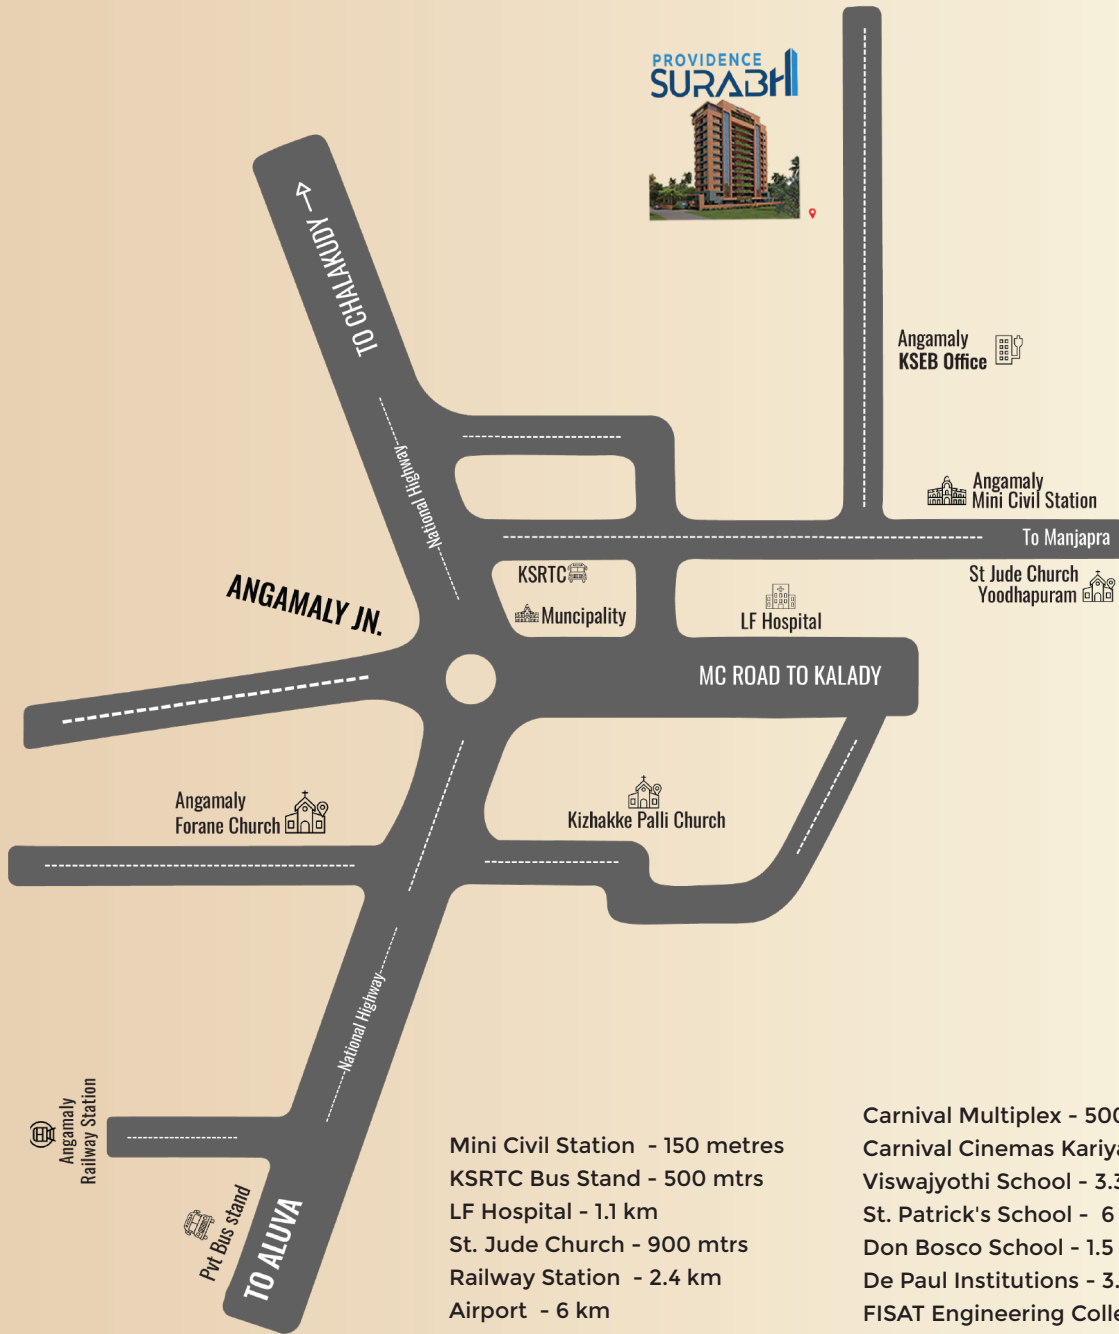 PROVIDENCE
SURABHI
TO CHALAKUDY
National Highway
Angamaly
KSEB Office
Angamaly
Mini Civil Station
To Manjapra
St Jude Church
Yoodhapuram
KSRTC
Muncipality
LF Hospital
ANGAMALY JN.
MC ROAD TO KALADY
Angamaly
Forane Church
Kizhakke Palli Church
National Highway
Angamaly
Railway Station
Pvt Bus stand
TO ALUVA
Mini Civil Station - 150 metres
KSRTC Bus Stand - 500 mtrs
LF Hospital - 1.1 km
St. Jude Church - 900 mtrs
Railway Station - 2.4 km
Airport - 6 km
Carnival Multiplex - 500
Carnival Cinemas
Viswajyothi School - 3.3
St. Patrick's School - 6
Don Bosco School - 1.5
De Paul Institutions - 3.
FISAT Engineering